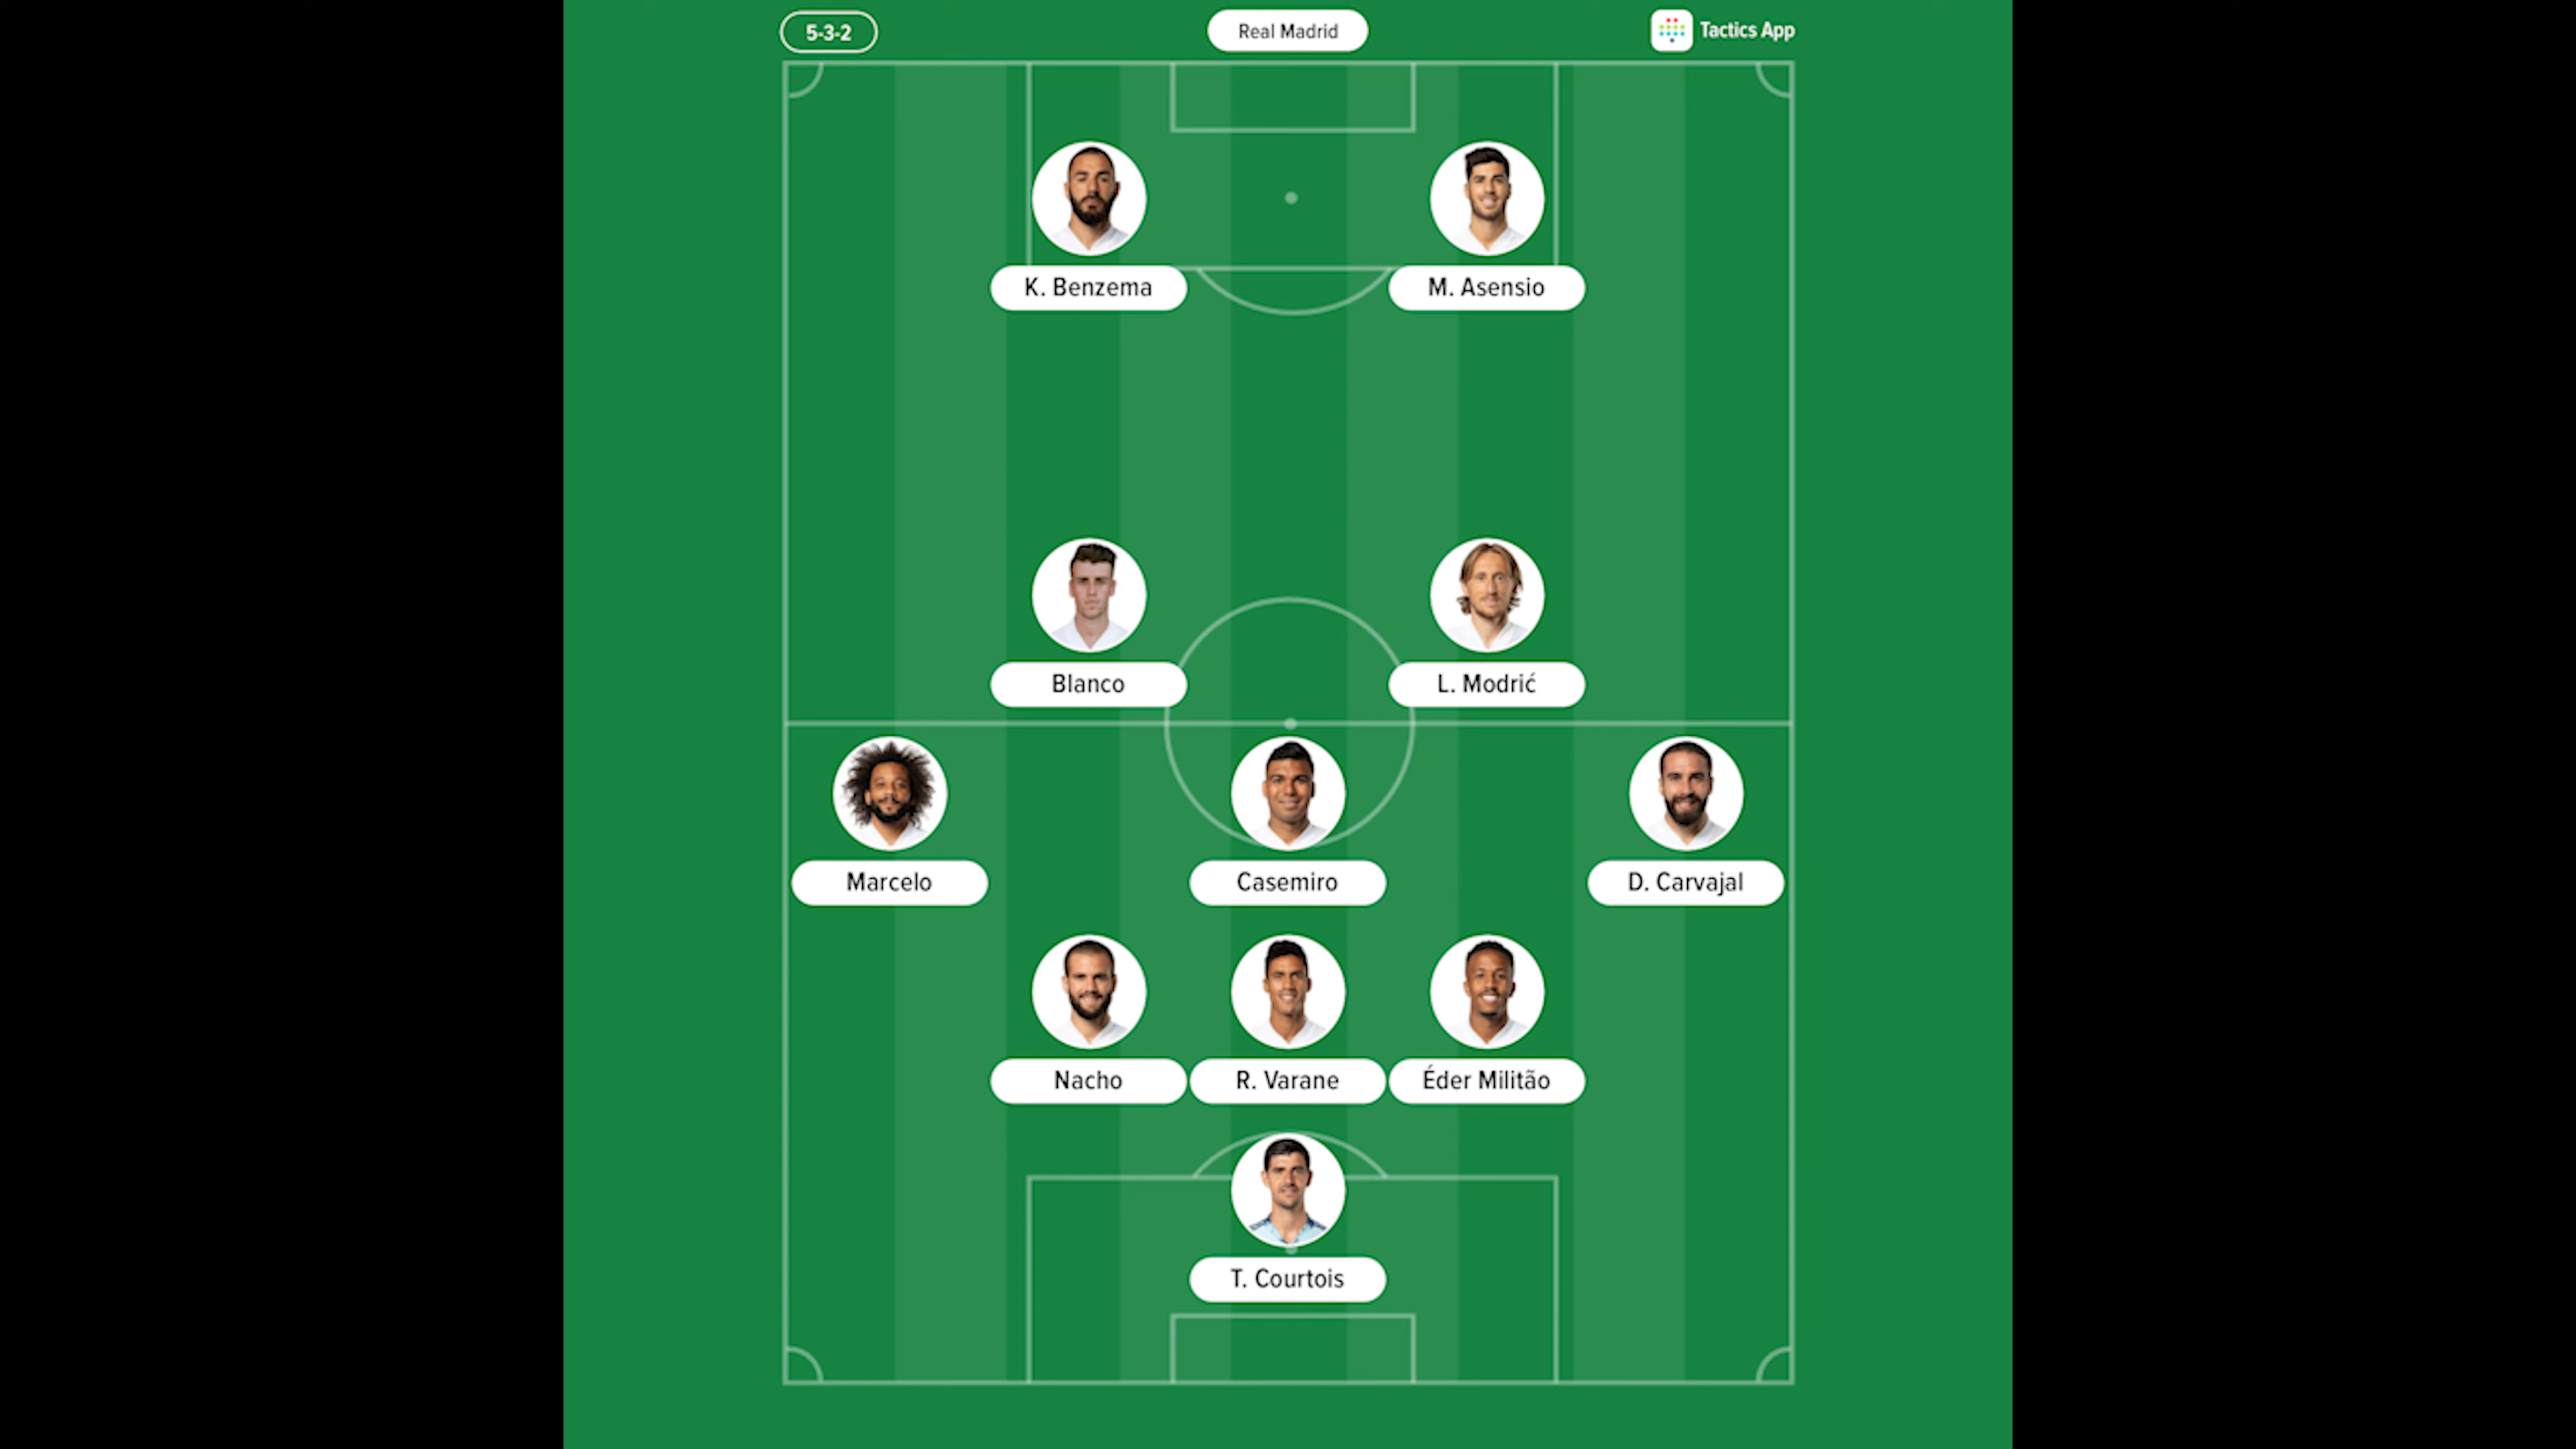 5-3-2
Real Madrid
Tactics App
K. Benzema
M. Asensio
Blanco
L. Modrić
Marcelo
Casemiro
D. Carvajal
Nacho
R. Varane
Éder Militão
T. Courtois